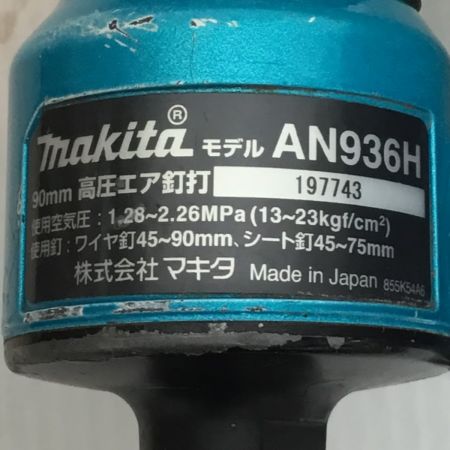 makita® モデル AN936H
90mm 高圧エア釘打 197743
使用空気圧：1.28~2.26MPa (13~23kgf/cm²)
使用釘：ワイヤ釘45~90mm、シート釘45~75mm
株式会社 マキタ Made in Japan 855K54A6